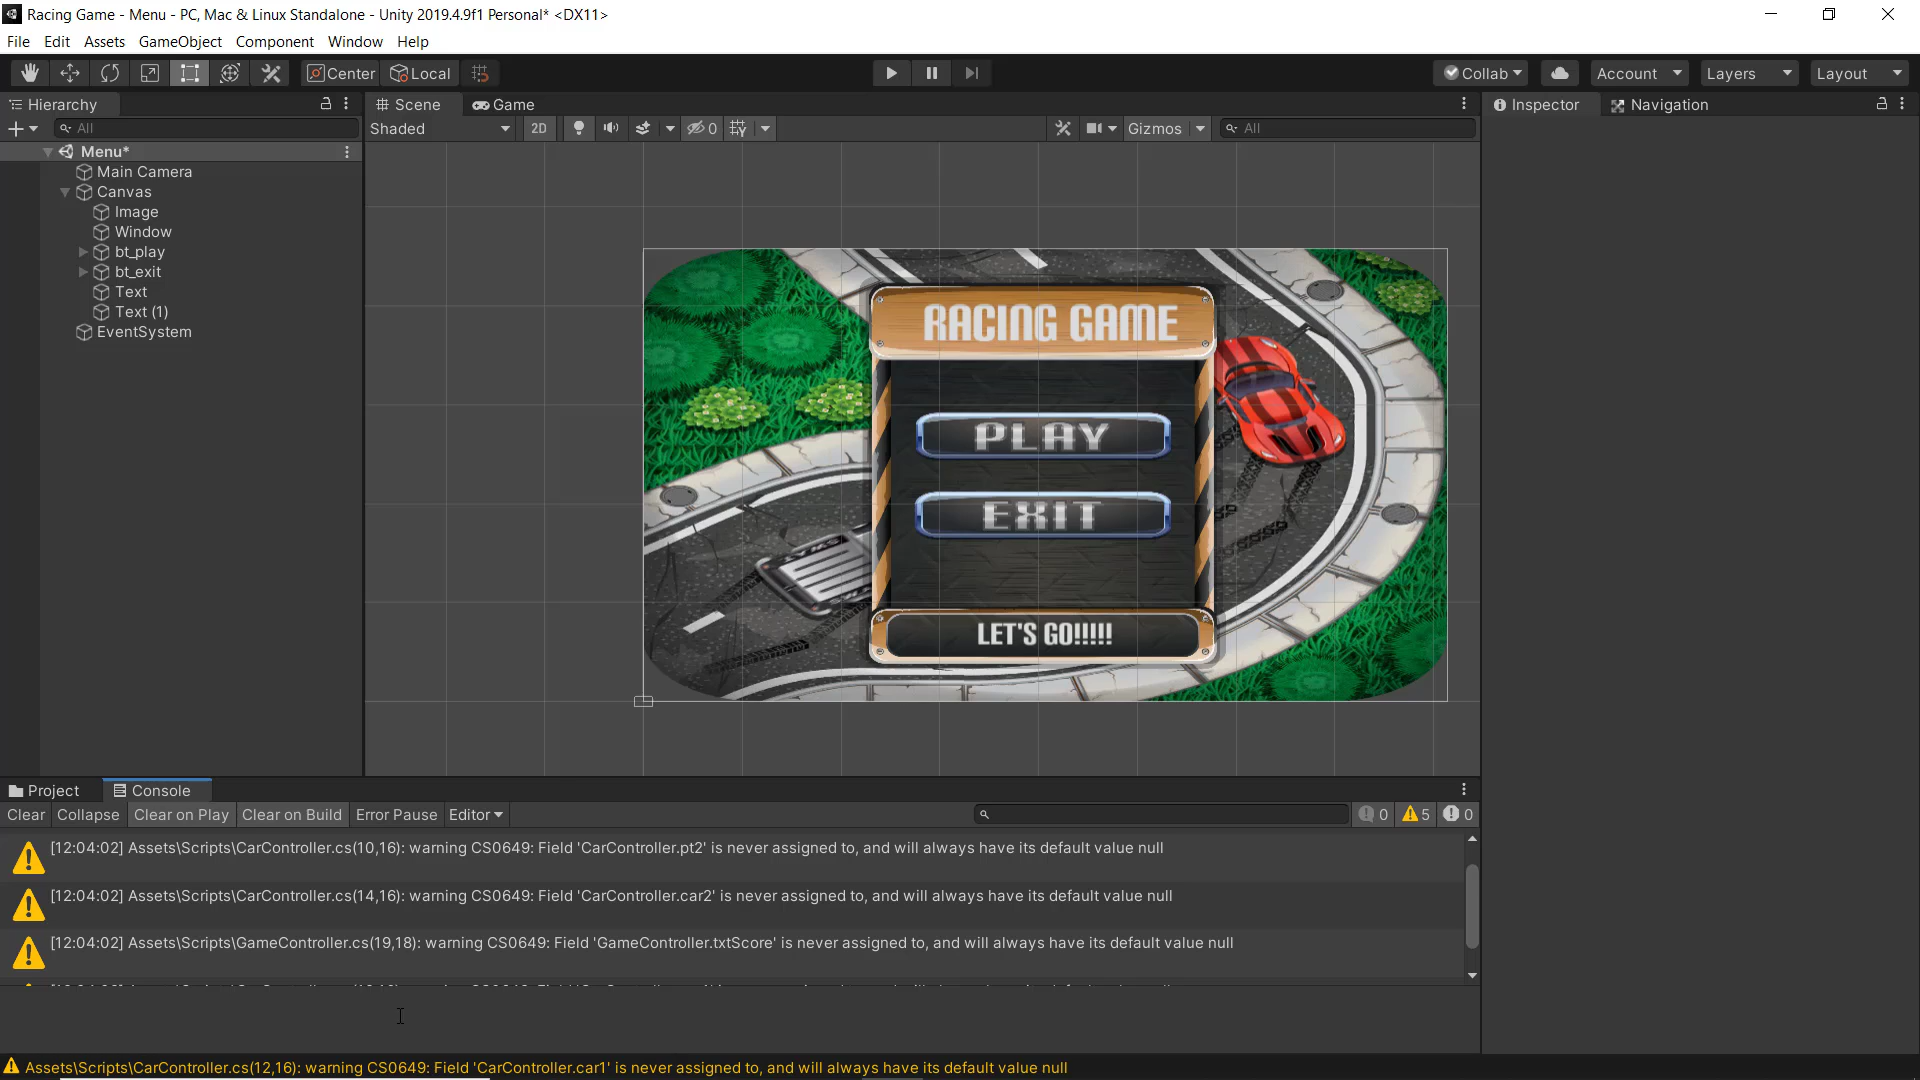 Racing Game - Menu - PC, Mac & Linux Standalone - Unity 2019.4.9f1 Personal* <DX11>
File Edit Assets GameObject Component Window Help
Center Local Collab Account Layers Layout
Hierarchy Scene Game Inspector Navigation
All Shaded 2D 0 Gizmos All
Menu*
Main Camera
Canvas
Image
Window
bt_play
bt_exit
Text
Text (1)
EventSystem
RACING GAME
PLAY
EXIT
LET'S GO!!!!!
Project Console
Clear Collapse Clear on Play Clear on Build Error Pause Editor 0 5 0
[12:04:02] Assets\Scripts\CarController.cs(10,16): warning CS0649: Field 'CarController.pt2' is never assigned to, and will always have its default value null
[12:04:02] Assets\Scripts\CarController.cs(14,16): warning CS0649: Field 'CarController.car2' is never assigned to, and will always have its default value null
[12:04:02] Assets\Scripts\GameController.cs(19,18): warning CS0649: Field 'GameController.txtScore' is never assigned to, and will always have its default value null
Assets\Scripts\CarController.cs(12,16): warning CS0649: Field 'CarController.car1' is never assigned to, and will always have its default value null